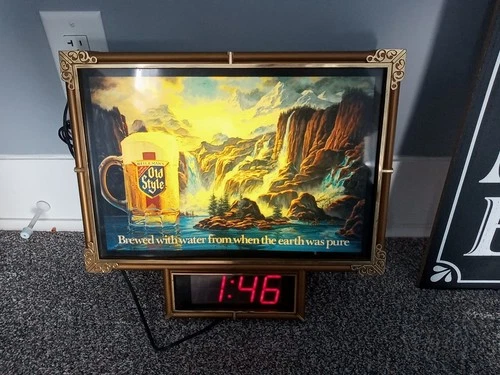 Old
Style
Brewed with water from when the earth was pure
1:46